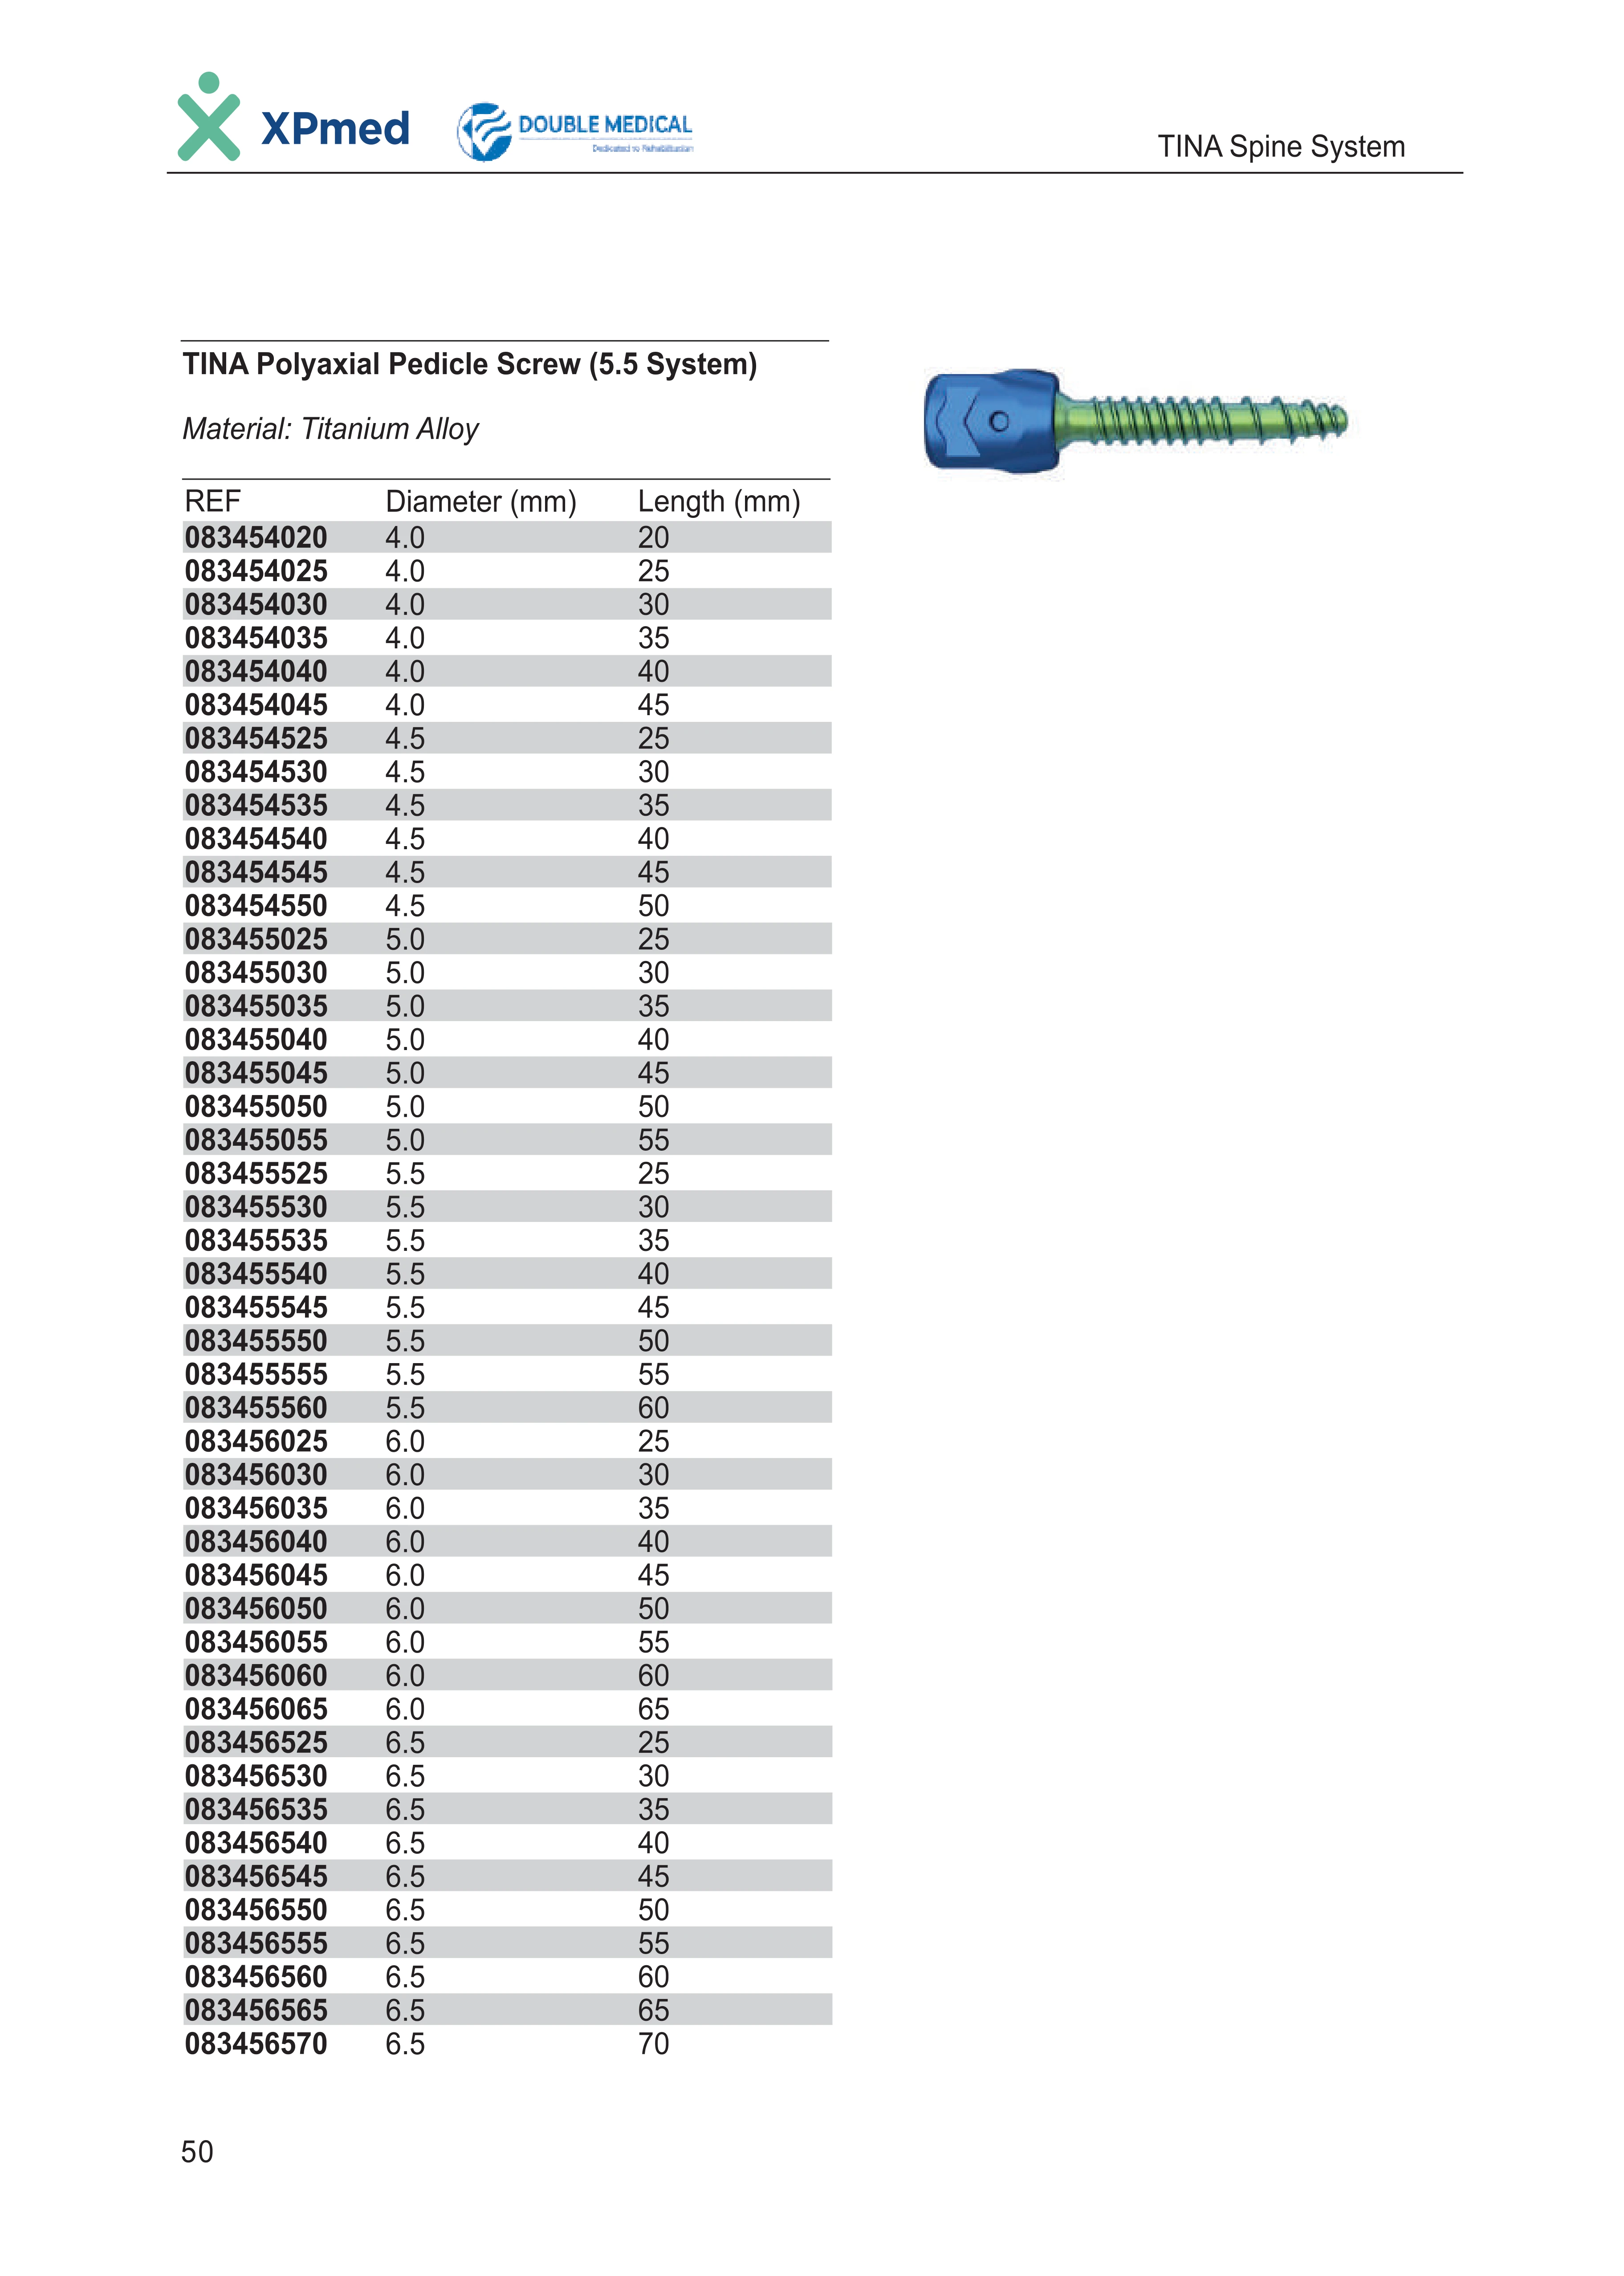 XPmed
DOUBLE MEDICAL
Dedicated to Rehabilitation
TINA Spine System
TINA Polyaxial Pedicle Screw (5.5 System)
Material: Titanium Alloy
REF Diameter (mm) Length (mm)
083454020 4.0 20
083454025 4.0 25
083454030 4.0 30
083454035 4.0 35
083454040 4.0 40
083454045 4.0 45
083454525 4.5 25
083454530 4.5 30
083454535 4.5 35
083454540 4.5 40
083454545 4.5 45
083454550 4.5 50
083455025 5.0 25
083455030 5.0 30
083455035 5.0 35
083455040 5.0 40
083455045 5.0 45
083455050 5.0 50
083455055 5.0 55
083455525 5.5 25
083455530 5.5 30
083455535 5.5 35
083455540 5.5 40
083455545 5.5 45
083455550 5.5 50
083455555 5.5 55
083455560 5.5 60
083456025 6.0 25
083456030 6.0 30
083456035 6.0 35
083456040 6.0 40
083456045 6.0 45
083456050 6.0 50
083456055 6.0 55
083456060 6.0 60
083456065 6.0 65
083456525 6.5 25
083456530 6.5 30
083456535 6.5 35
083456540 6.5 40
083456545 6.5 45
083456550 6.5 50
083456555 6.5 55
083456560 6.5 60
083456565 6.5 65
083456570 6.5 70
50